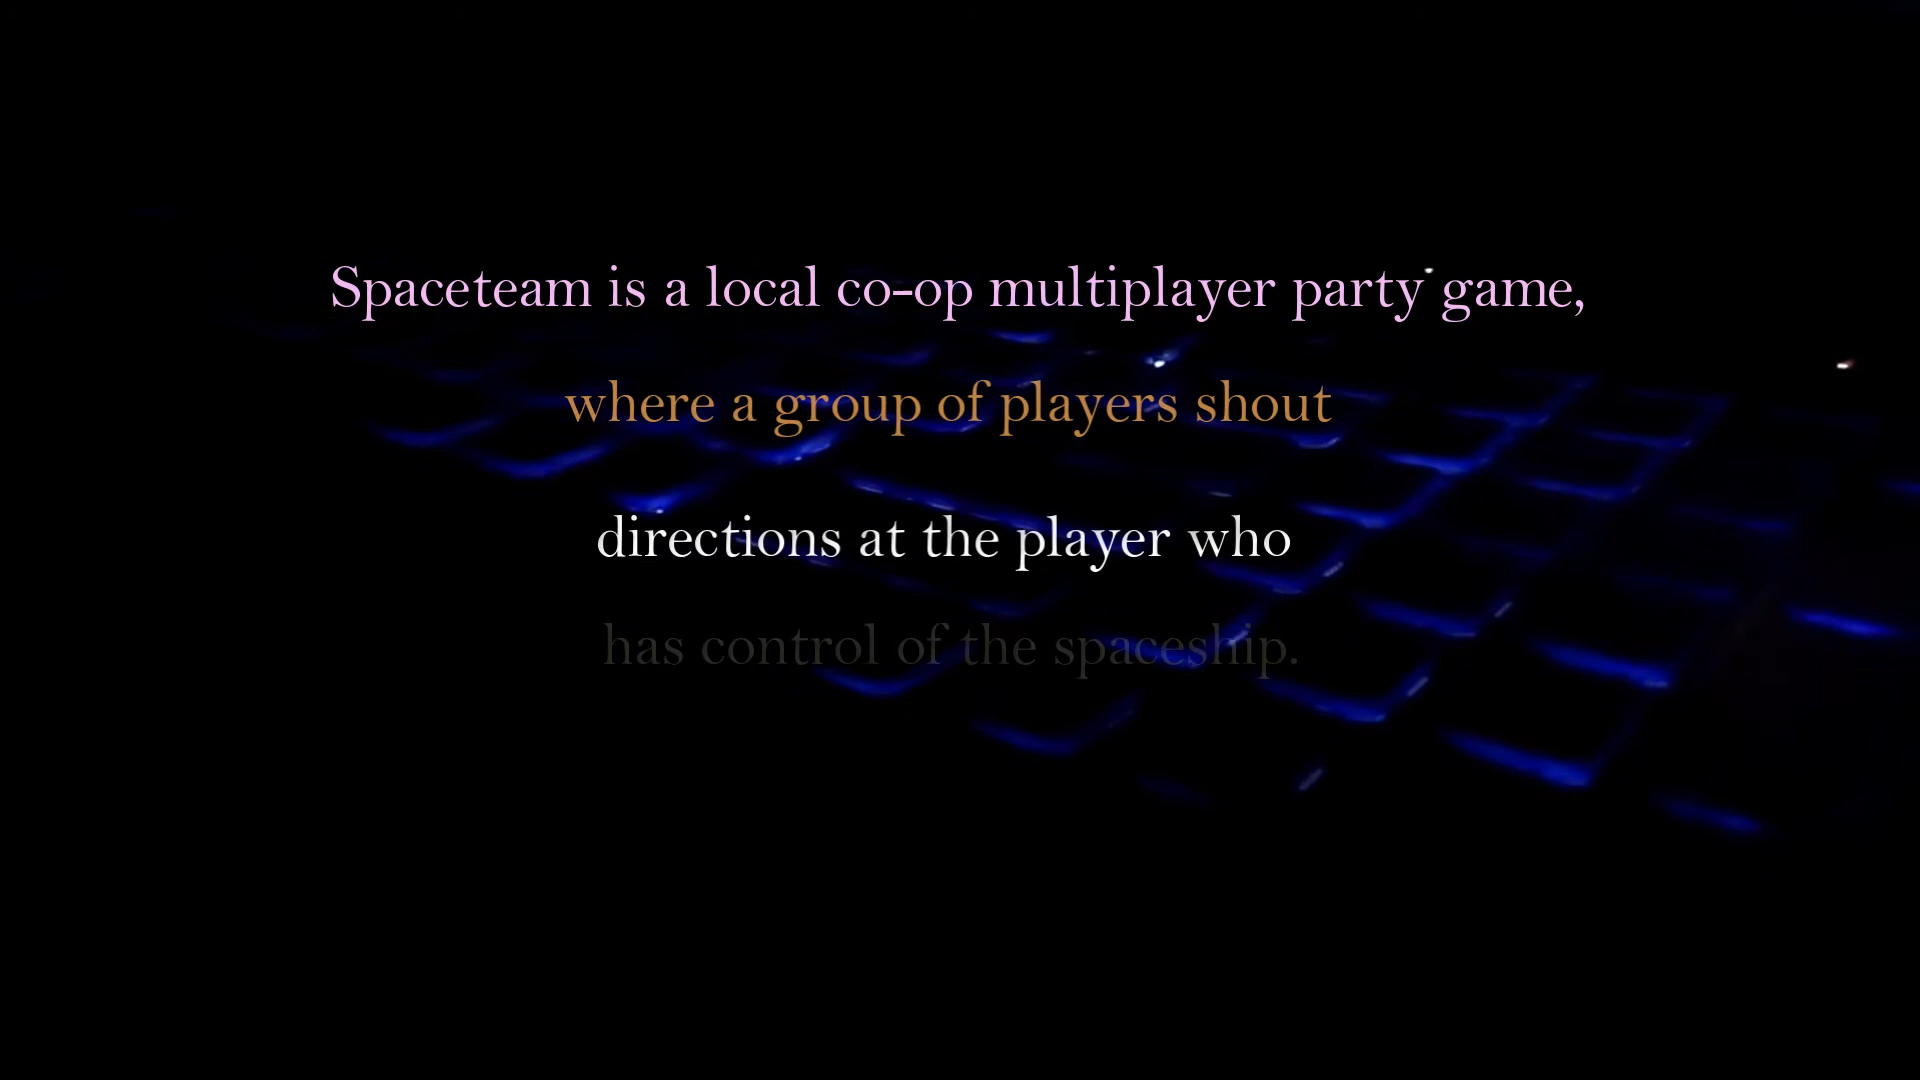 Spaceteam is a local co-op multiplayer party game,
where a group of players shout
directions at the player who
has control of the spaceship.